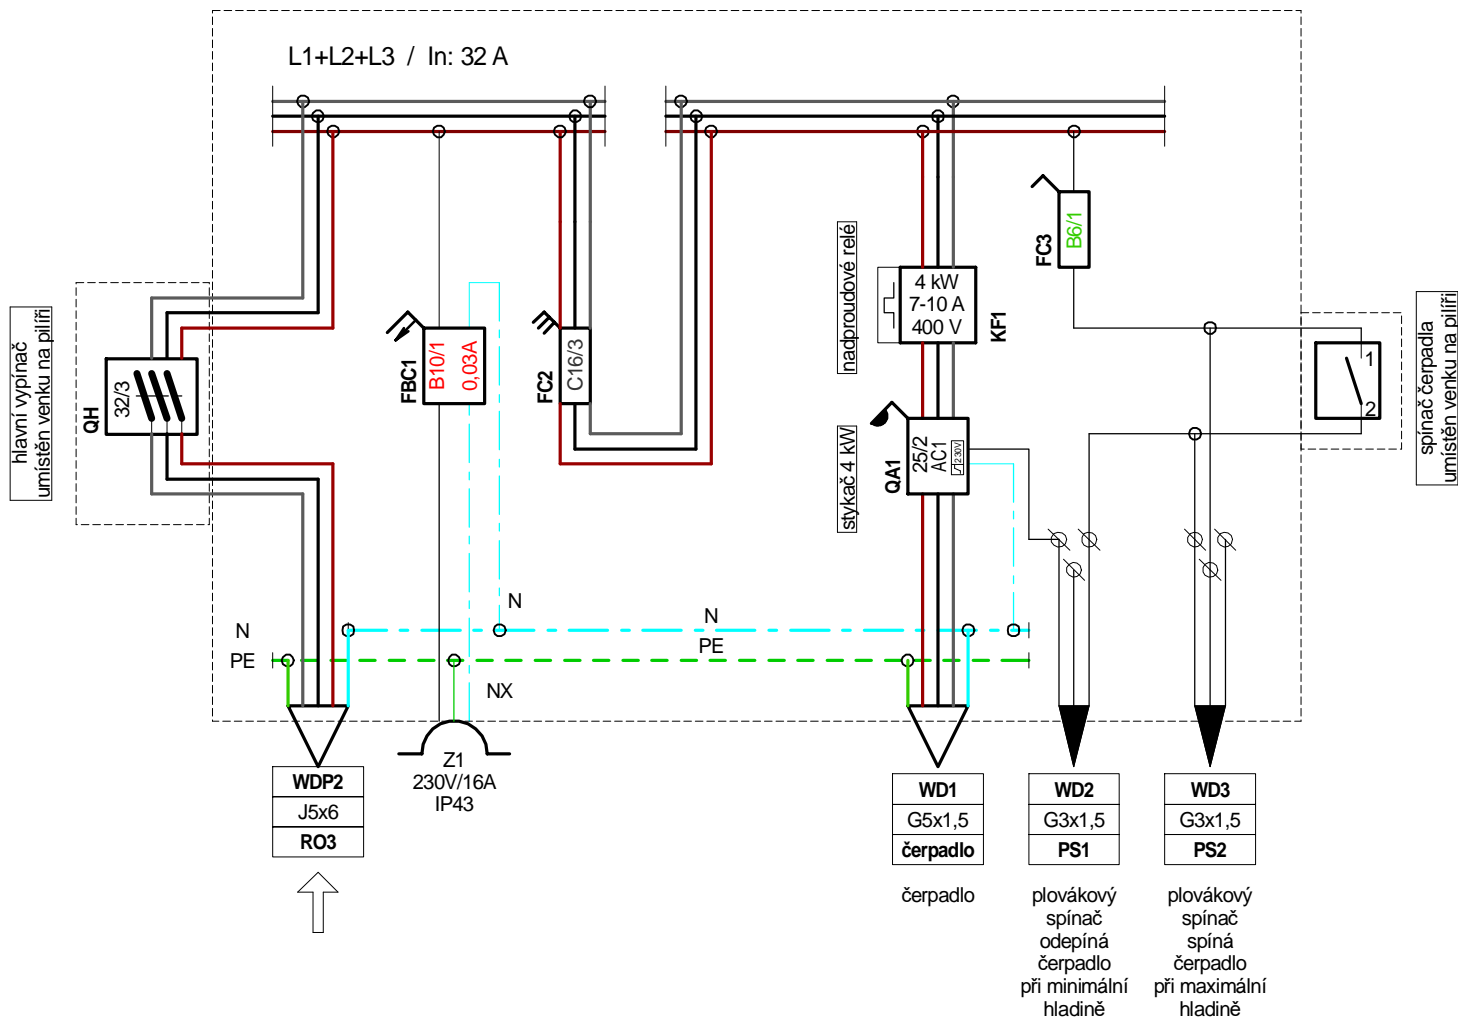 L1+L2+L3 / In: 32 A
hlavní vypínač
umístěn venku na pilíři
QH
32/3
FBC1
B10/1
0,03A
FC2
C16/3
nadproudové relé
4 kW
7-10 A
400 V
KF1
FC3
B6/1
stykač 4 kW
QA1
25/2
AC1
230V
1
2
spínač čerpadla
umístěn venku na pilíři
N
PE
N
NX
N
PE
WDP2
J5x6
RO3
Z1
230V/16A
IP43
WD1
G5x1,5
čerpadlo
čerpadlo
WD2
G3x1,5
PS1
plovákový
spínač
odepíná
čerpadlo
při minimální
hladině
WD3
G3x1,5
PS2
plovákový
spínač
spíná
čerpadlo
při maximální
hladině